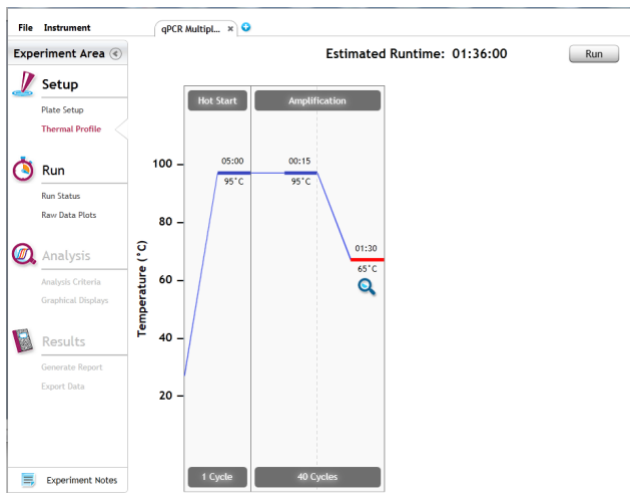 File Instrument
qPCR Multipl... x
Experiment Area
Estimated Runtime: 01:36:00
Run
Setup
Plate Setup
Thermal Profile
Run
Run Status
Raw Data Plots
Analysis
Analysis Criteria
Graphical Displays
Results
Generate Report
Export Data
Experiment Notes
Hot Start
Amplification
Temperature (°C)
100
80
60
40
20
05:00
95°C
00:15
95°C
01:30
65°C
1 Cycle
40 Cycles